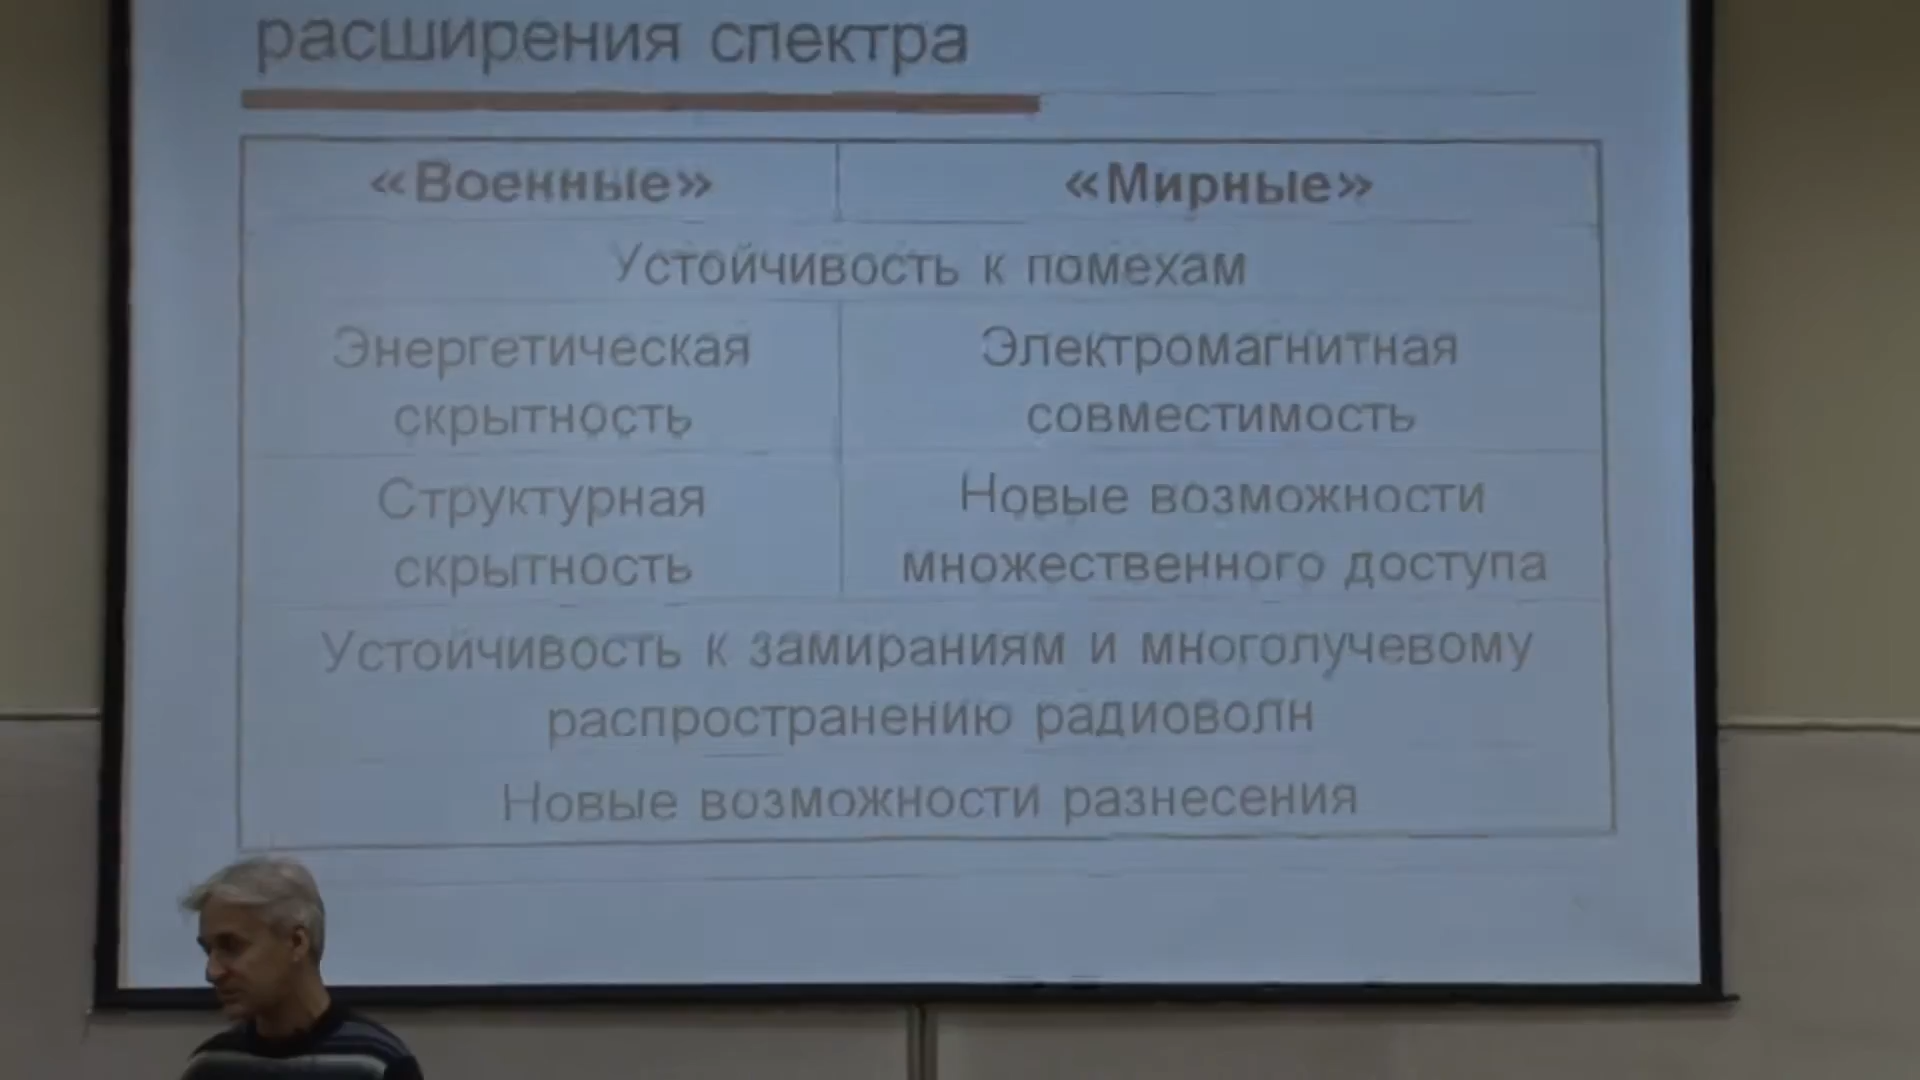 расширения спектра
«Военные»
«Мирные»
Устойчивость к помехам
Энергетическая
скрытность
Электромагнитная
совместимость
Структурная
скрытность
Новые возможности
множественного доступа
Устойчивость к замираниям и многолучевому
распространению радиоволн
Новые возможности разнесения